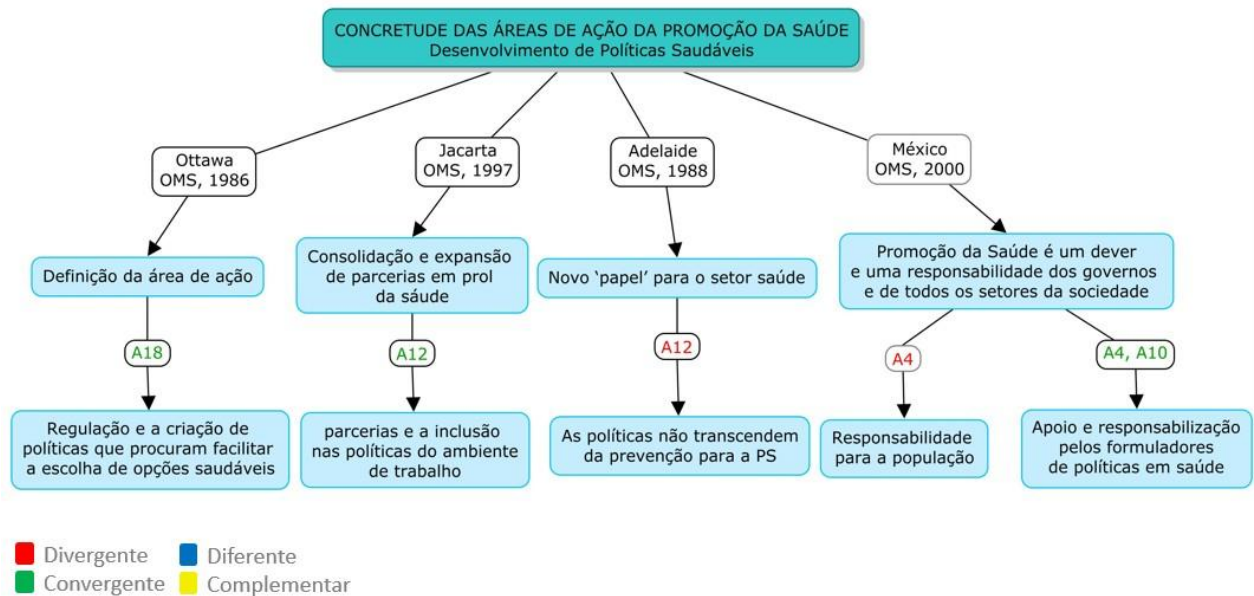 CONCRETUDE DAS ÁREAS DE AÇÃO DA PROMOÇÃO DA SAÚDE
Desenvolvimento de Políticas Saudáveis
Ottawa
OMS, 1986
Jacarta
OMS, 1997
Adelaide
OMS, 1988
México
OMS, 2000
Definição da área de ação
Consolidação e expansão
de parcerias em prol
da sáude
Novo ‘papel’ para o setor saúde
Promoção da Saúde é um dever
e uma responsabilidade dos governos
e de todos os setores da sociedade
A18
A12
A12
A4
A4, A10
Regulação e a criação de
políticas que procuram facilitar
a escolha de opções saudáveis
parcerias e a inclusão
nas políticas do ambiente
de trabalho
As políticas não transcendem
da prevenção para a PS
Responsabilidade
para a população
Apoio e responsabilização
pelos formuladores
de políticas em saúde
Divergente
Diferente
Convergente
Complementar